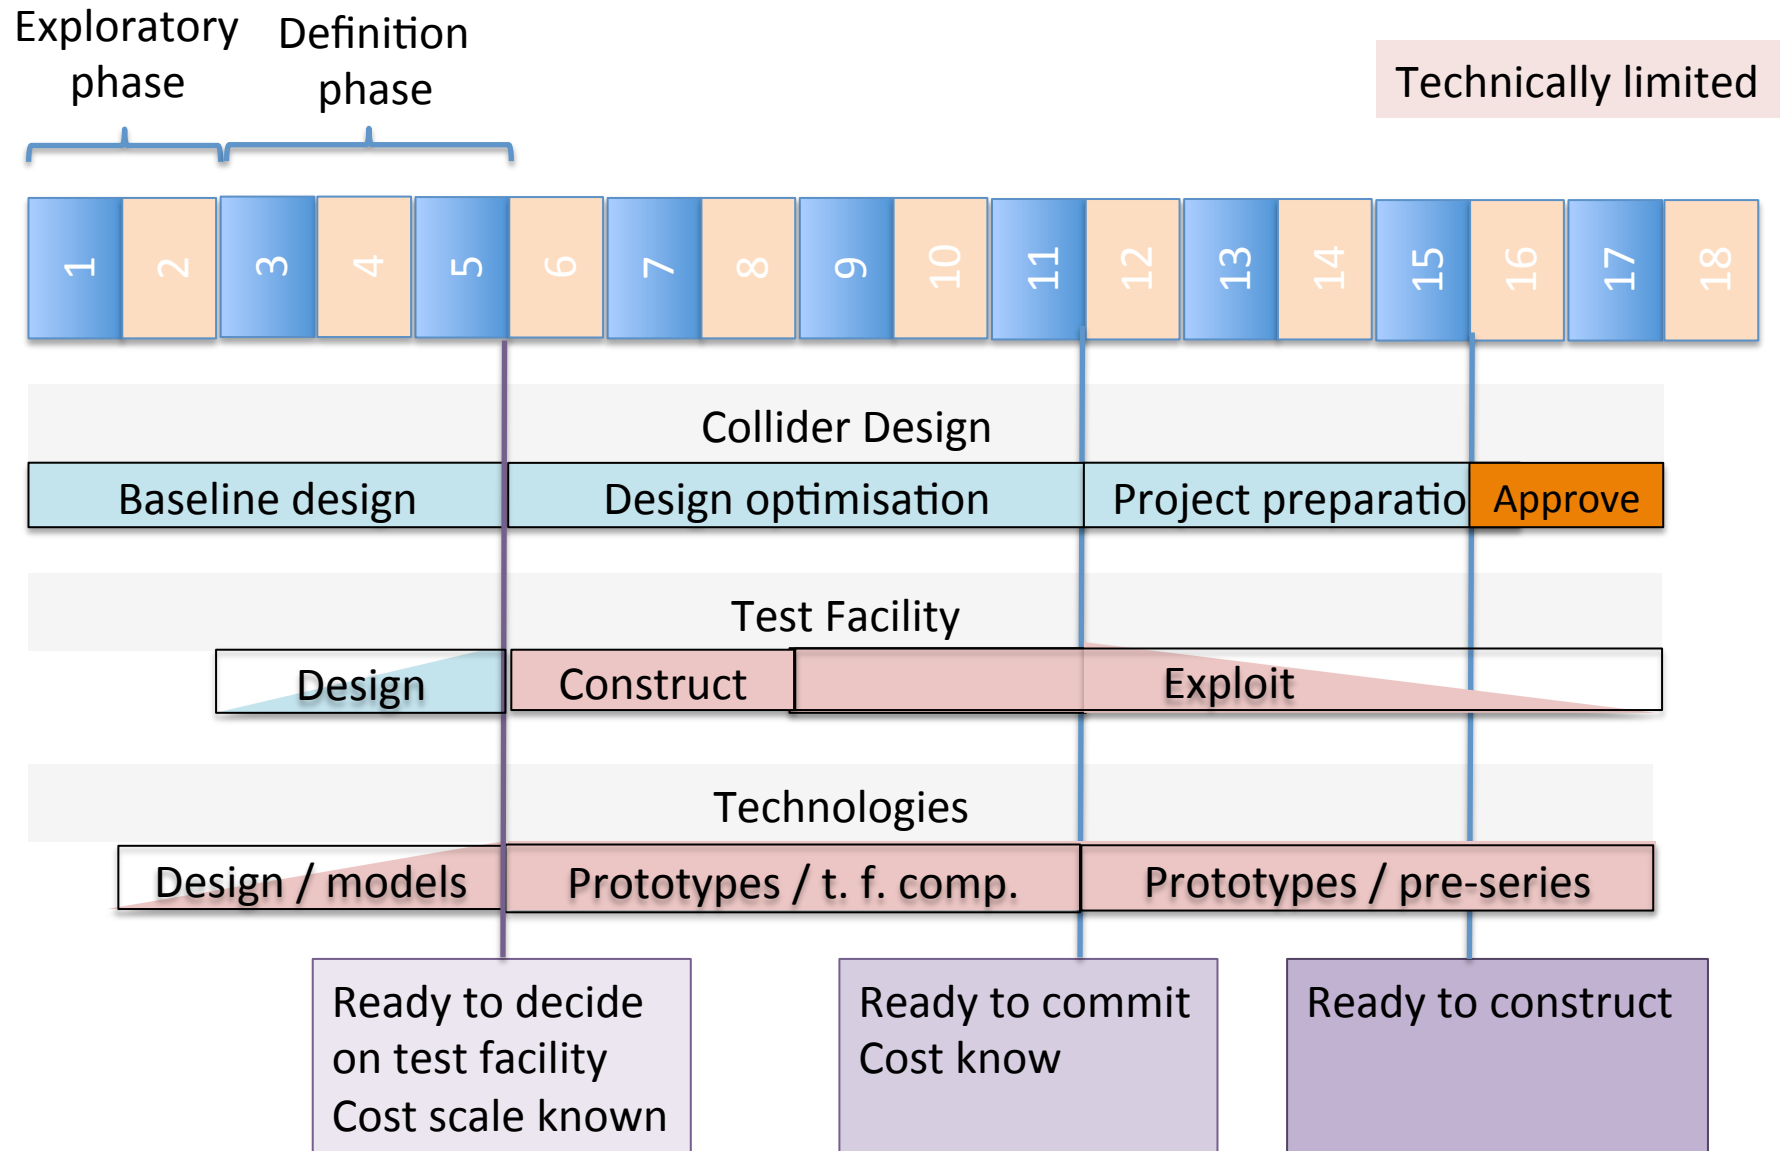 Exploratory
phase
Definition
phase
Technically limited
1 2 3 4 5 6 7 8 9 10 11 12 13 14 15 16 17 18
Collider Design
Baseline design
Design optimisation
Project preparatio
Approve
Test Facility
Design
Construct
Exploit
Technologies
Design / models
Prototypes / t. f. comp.
Prototypes / pre-series
Ready to decide
on test facility
Cost scale known
Ready to commit
Cost know
Ready to construct